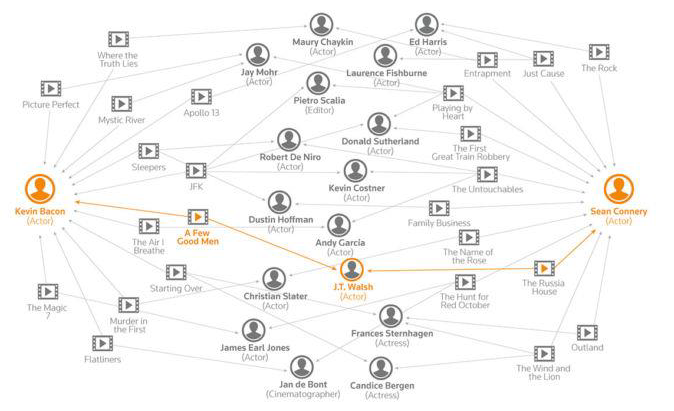 Where the
Truth Lies
Maury Chaykin
(Actor)
Ed Harris
(Actor)
Jay Mohr
(Actor)
Laurence Fishburne
(Actor)
Entrapment
Just Cause
The Rock
Picture Perfect
Mystic River
Apollo 13
Pietro Scalia
(Editor)
Playing by
Heart
Donald Sutherland
(Actor)
The First
Great Train Robbery
Sleepers
Robert De Niro
(Actor)
JFK
Kevin Costner
(Actor)
The Untouchables
Kevin Bacon
(Actor)
Sean Connery
(Actor)
Dustin Hoffman
(Actor)
Family Business
A Few
Good Men
The Air I
Breathe
Andy Garcia
(Actor)
The Name of
the Rose
Starting Over
J.T. Walsh
(Actor)
The Russia
House
Christian Slater
(Actor)
The Hunt for
Red October
The Magic
7
Murder in
the First
Frances Sternhagen
(Actress)
James Earl Jones
(Actor)
Outland
Flatliners
The Wind and
the Lion
Jan de Bont
(Cinematographer)
Candice Bergen
(Actress)